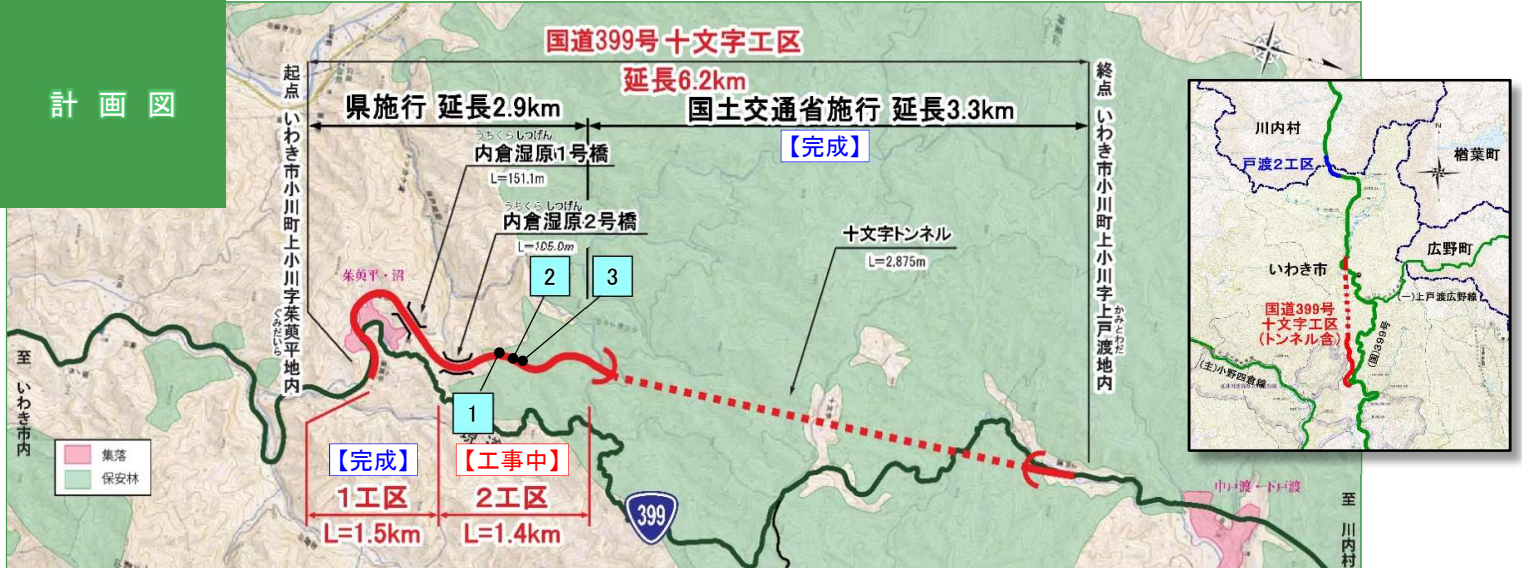 計画図
国道399号 十文字工区
延長6.2km
県施行 延長2.9km
国土交通省施行 延長3.3km
【完成】
起点 いわき市小川町上小川字茱萸平地内
ぐみだいら
終点 いわき市小川町上小川字上戸渡地内
かみとわだ
うちくらしつげん
内倉湿原1号橋
L=151.1m
うちくらしつげん
内倉湿原2号橋
L=105.0m
十文字トンネル
L=2,875m
茱萸平・沼
1
2
3
至 いわき市内
集落
保安林
【完成】
1工区
L=1.5km
【工事中】
2工区
L=1.4km
399
中戸渡・下戸渡
至 川内村
川内村
戸渡2工区
楢葉町
広野町
いわき市
(一)上戸渡広野線
国道399号
十文字工区
(トンネル含)
(国)399号
(主)小野四倉線